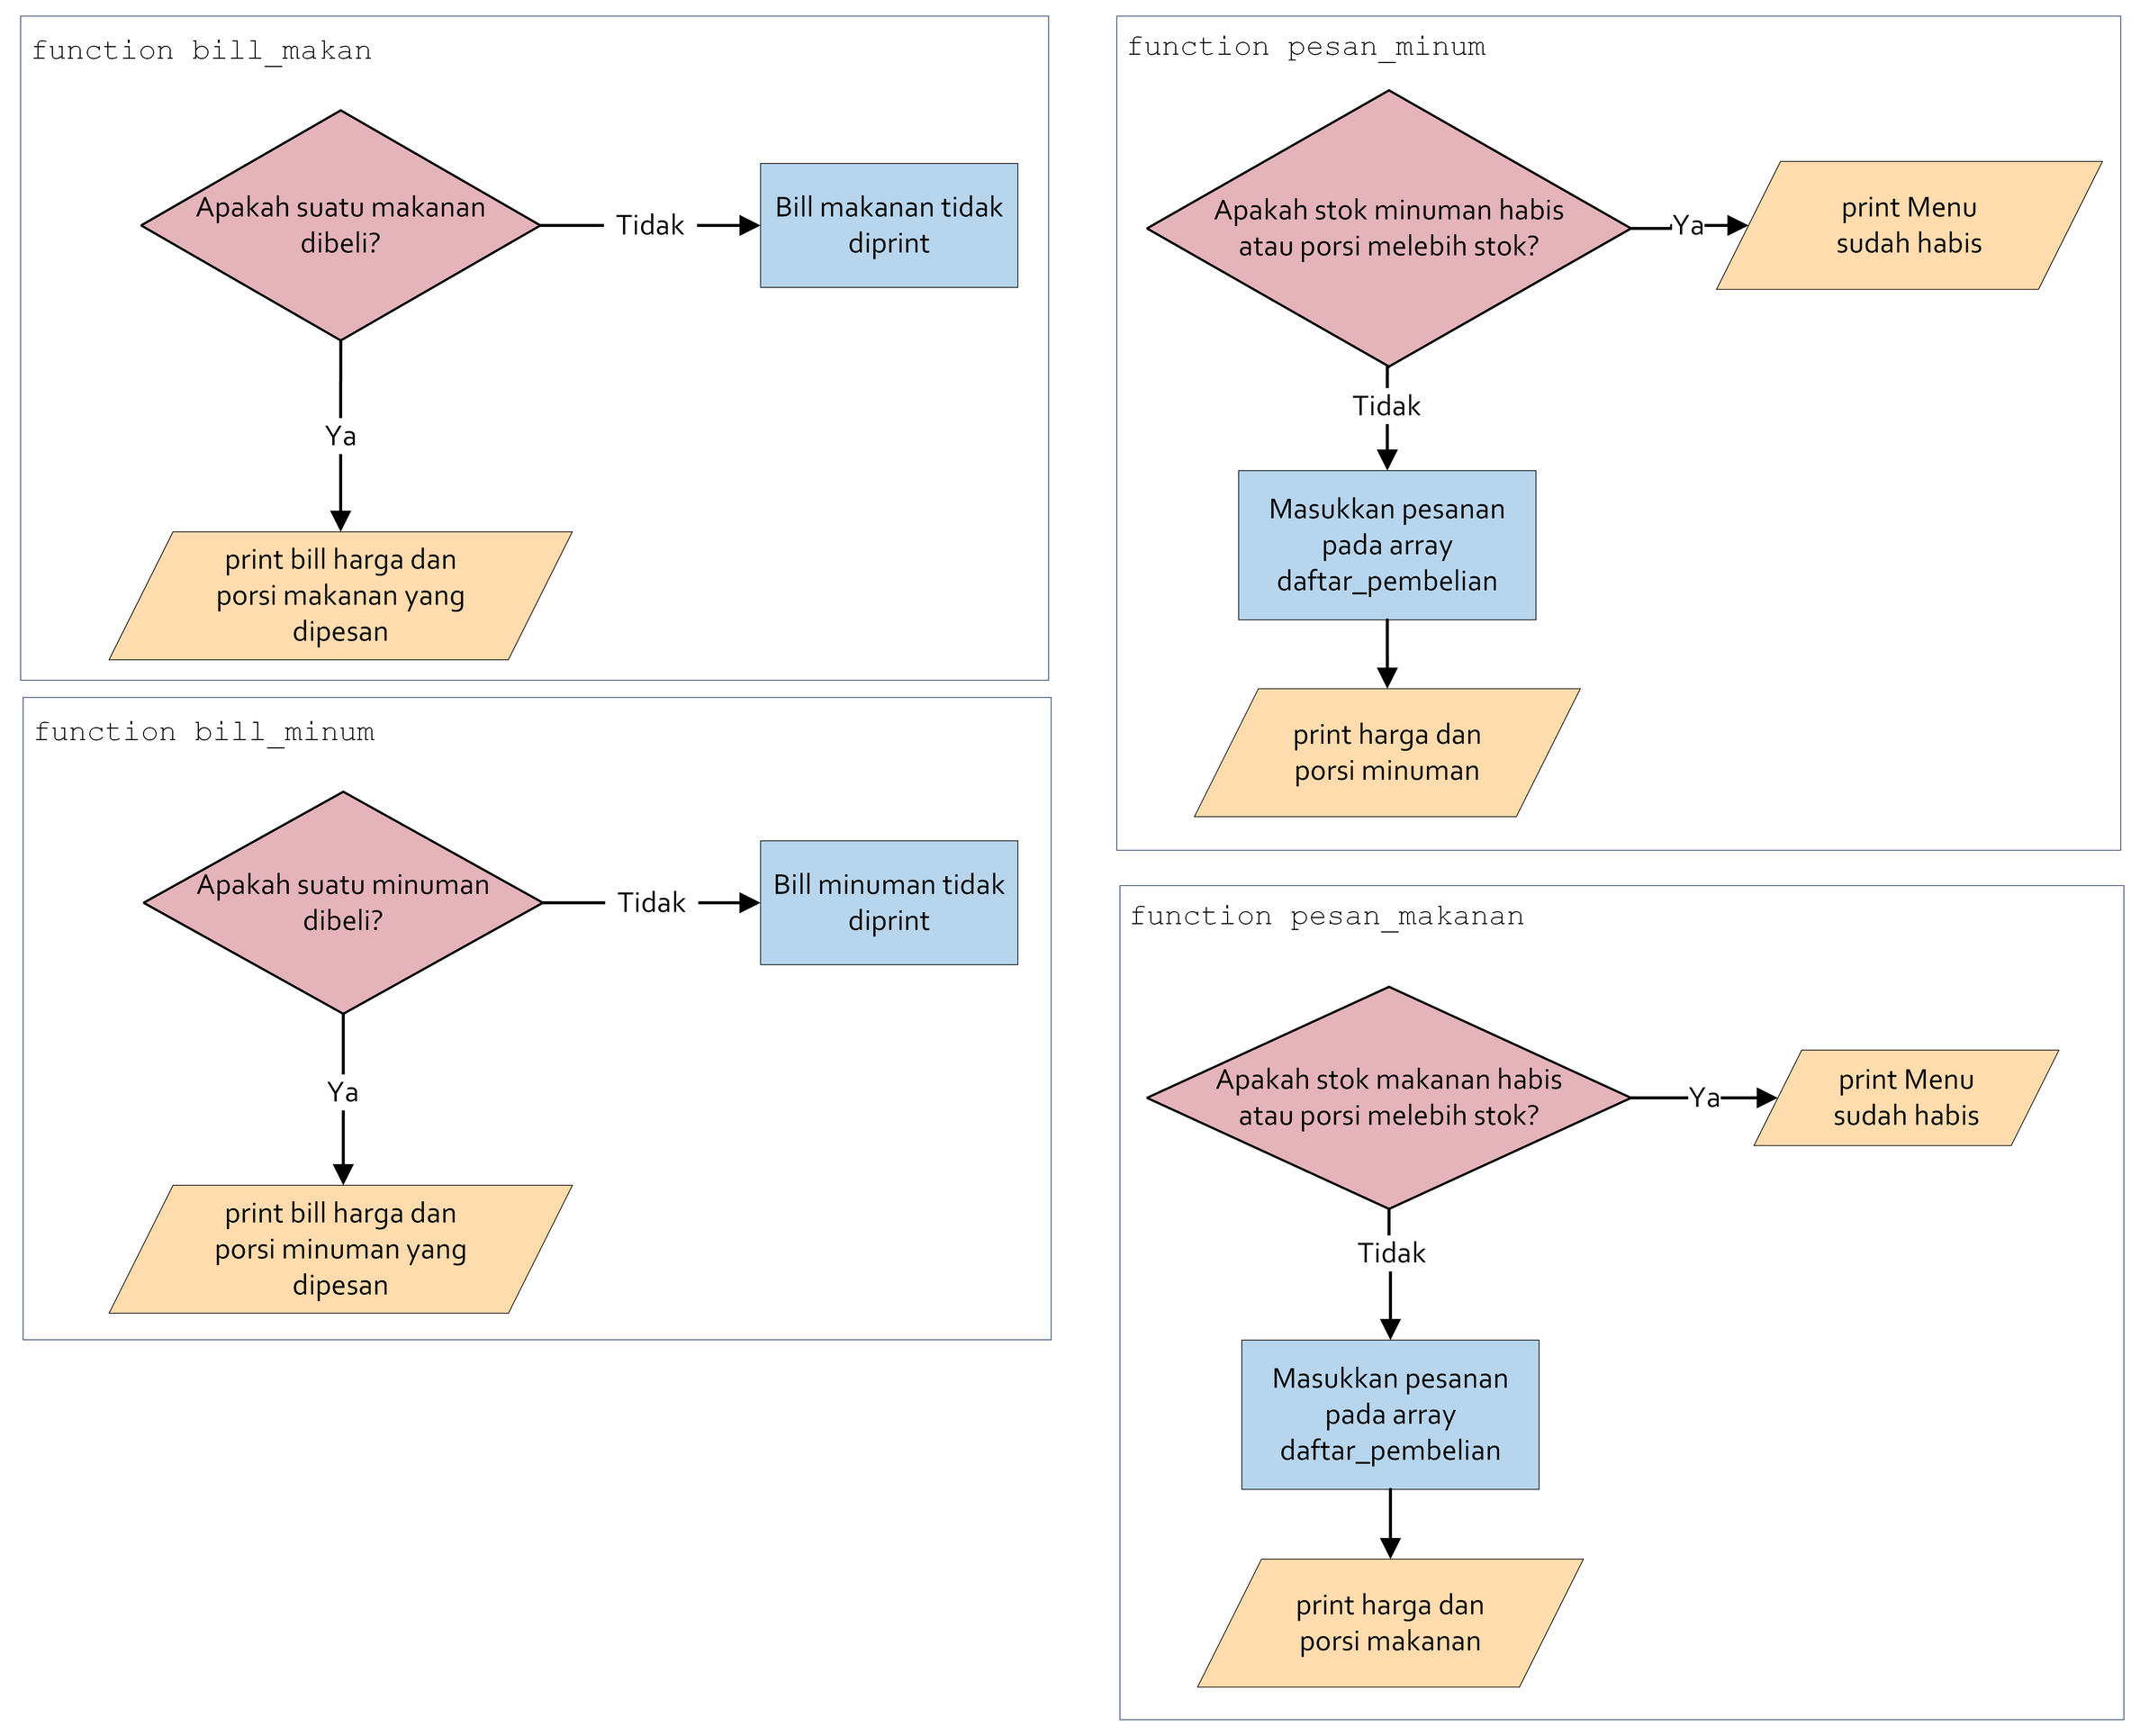 function bill_makan
Apakah suatu makanan
dibeli?
Tidak
Bill makanan tidak
diprint
Ya
print bill harga dan
porsi makanan yang
dipesan
function bill_minum
Apakah suatu minuman
dibeli?
Tidak
Bill minuman tidak
diprint
Ya
print bill harga dan
porsi minuman yang
dipesan
function pesan_minum
Apakah stok minuman habis
atau porsi melebih stok?
Ya
print Menu
sudah habis
Tidak
Masukkan pesanan
pada array
daftar_pembelian
print harga dan
porsi minuman
function pesan_makanan
Apakah stok makanan habis
atau porsi melebih stok?
Ya
print Menu
sudah habis
Tidak
Masukkan pesanan
pada array
daftar_pembelian
print harga dan
porsi makanan